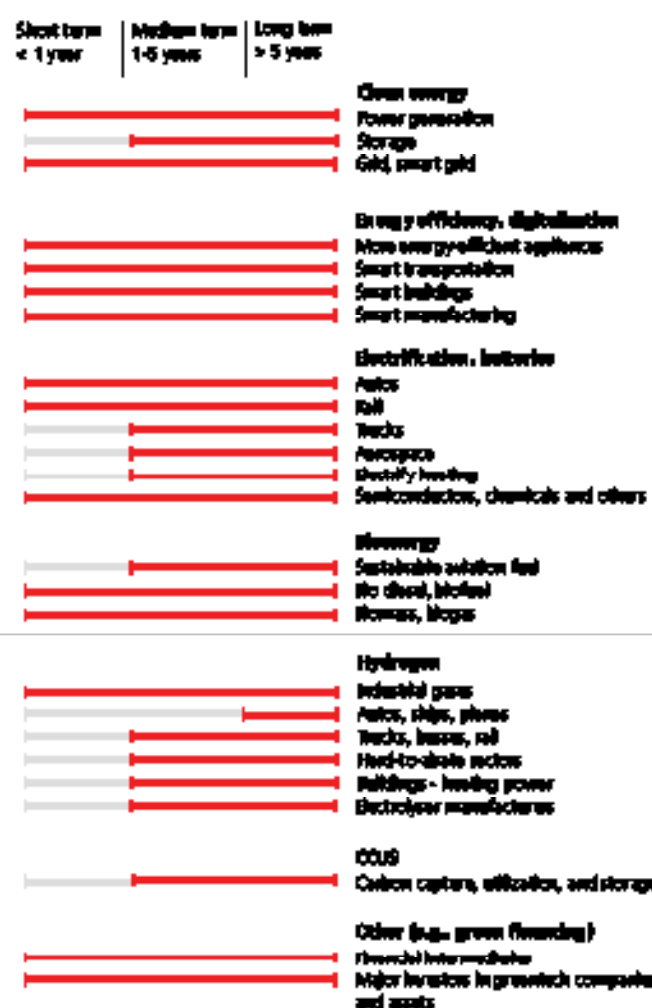 Short term
< 1 year
Medium term
1-5 years
Long term
> 5 years
Clean energy
Power generation
Storage
Grid, smart grid
Energy efficiency, digitalization
More energy-efficient appliances
Smart transportation
Smart buildings
Smart manufacturing
Electrification, batteries
Autos
Rail
Trucks
Aerospace
Electrify heating
Semiconductors, chemicals and others
Bioenergy
Sustainable aviation fuel
Bio diesel, biofuel
Biomass, biogas
Hydrogen
Industrial gases
Autos, ships, planes
Trucks, busses, rail
Hard-to-abate sectors
Buildings - heating power
Electrolyser manufactures
CCUS
Carbon capture, utilization, and storage
Other (e.g., green financing)
Financial intermediaries
Major investors in greentech companies
and assets